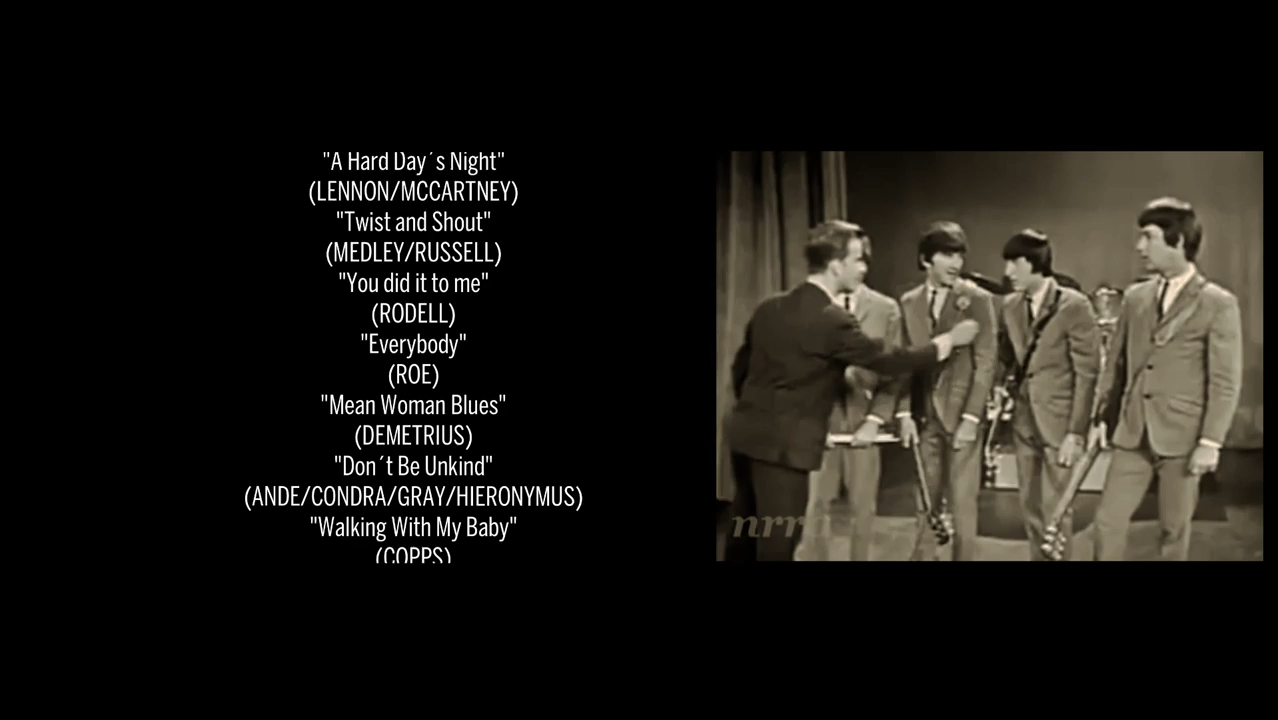 "A Hard Day´s Night"
(LENNON/MCCARTNEY)
"Twist and Shout"
(MEDLEY/RUSSELL)
"You did it to me"
(RODELL)
"Everybody"
(ROE)
"Mean Woman Blues"
(DEMETRIUS)
"Don´t Be Unkind"
(ANDE/CONDRA/GRAY/HIERONYMUS)
"Walking With My Baby"
(COPPS)